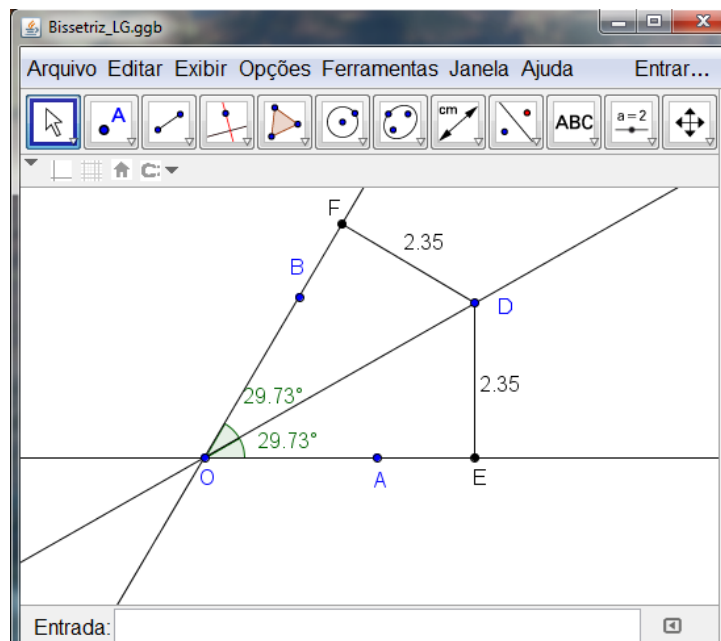 Bissetriz_LG.ggb
Arquivo Editar Exibir Opções Ferramentas Janela Ajuda Entrar...
A cm ABC a=2
F
2.35
B
D
29.73°
2.35
29.73°
O A E
Entrada: